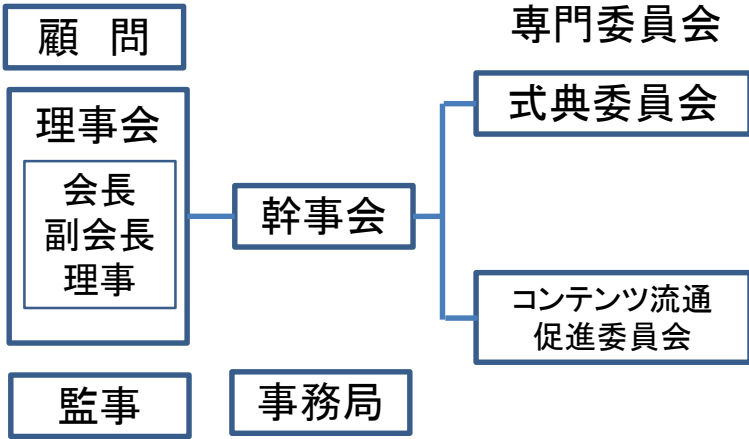 顧　問
理事会
会長
副会長
理事
監事
幹事会
事務局
専門委員会
式典委員会
コンテンツ流通
促進委員会